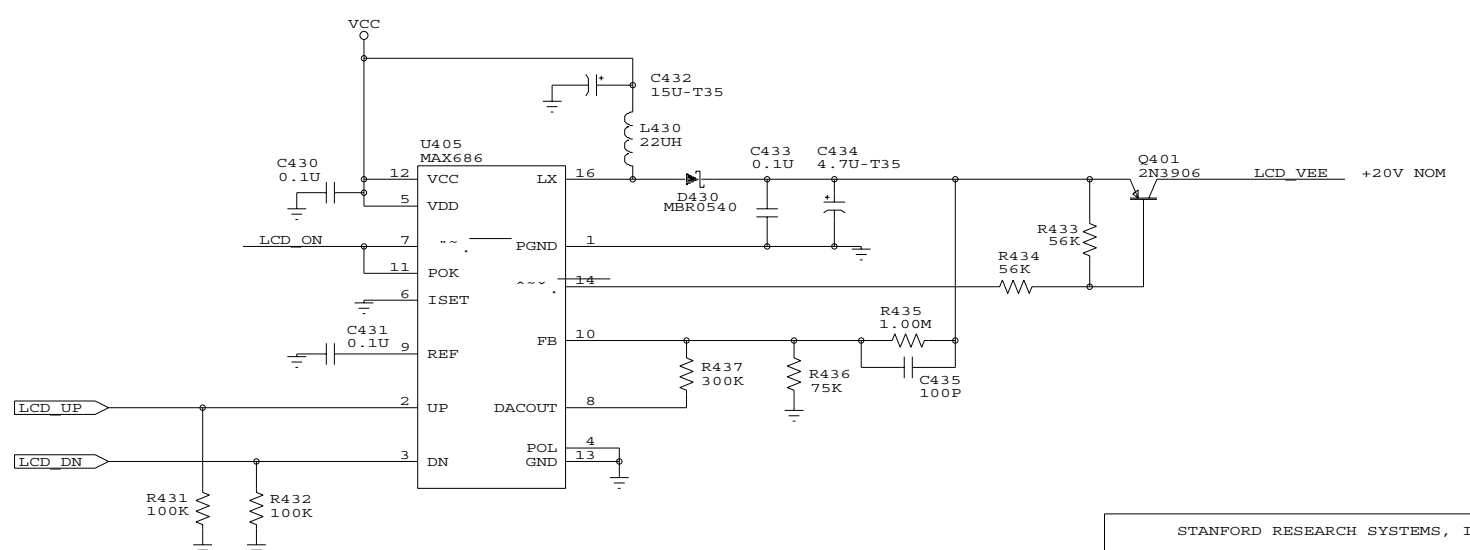 VCC
C432
15U-T35
L430
22UH
U405
MAX686
C430
0.1U
C433
0.1U
C434
4.7U-T35
Q401
2N3906
12
VCC
LX
16
D430
MBR0540
LCD_VEE
+20V NOM
5
VDD
LCD_ON
7
PGND
1
R433
56K
11
POK
14
R434
56K
6
ISET
C431
0.1U
9
REF
FB
10
R435
1.00M
R437
300K
R436
75K
C435
100P
LCD_UP
2
UP
DACOUT
8
LCD_DN
3
DN
POL
4
GND
13
R431
100K
R432
100K
STANFORD RESEARCH SYSTEMS, I